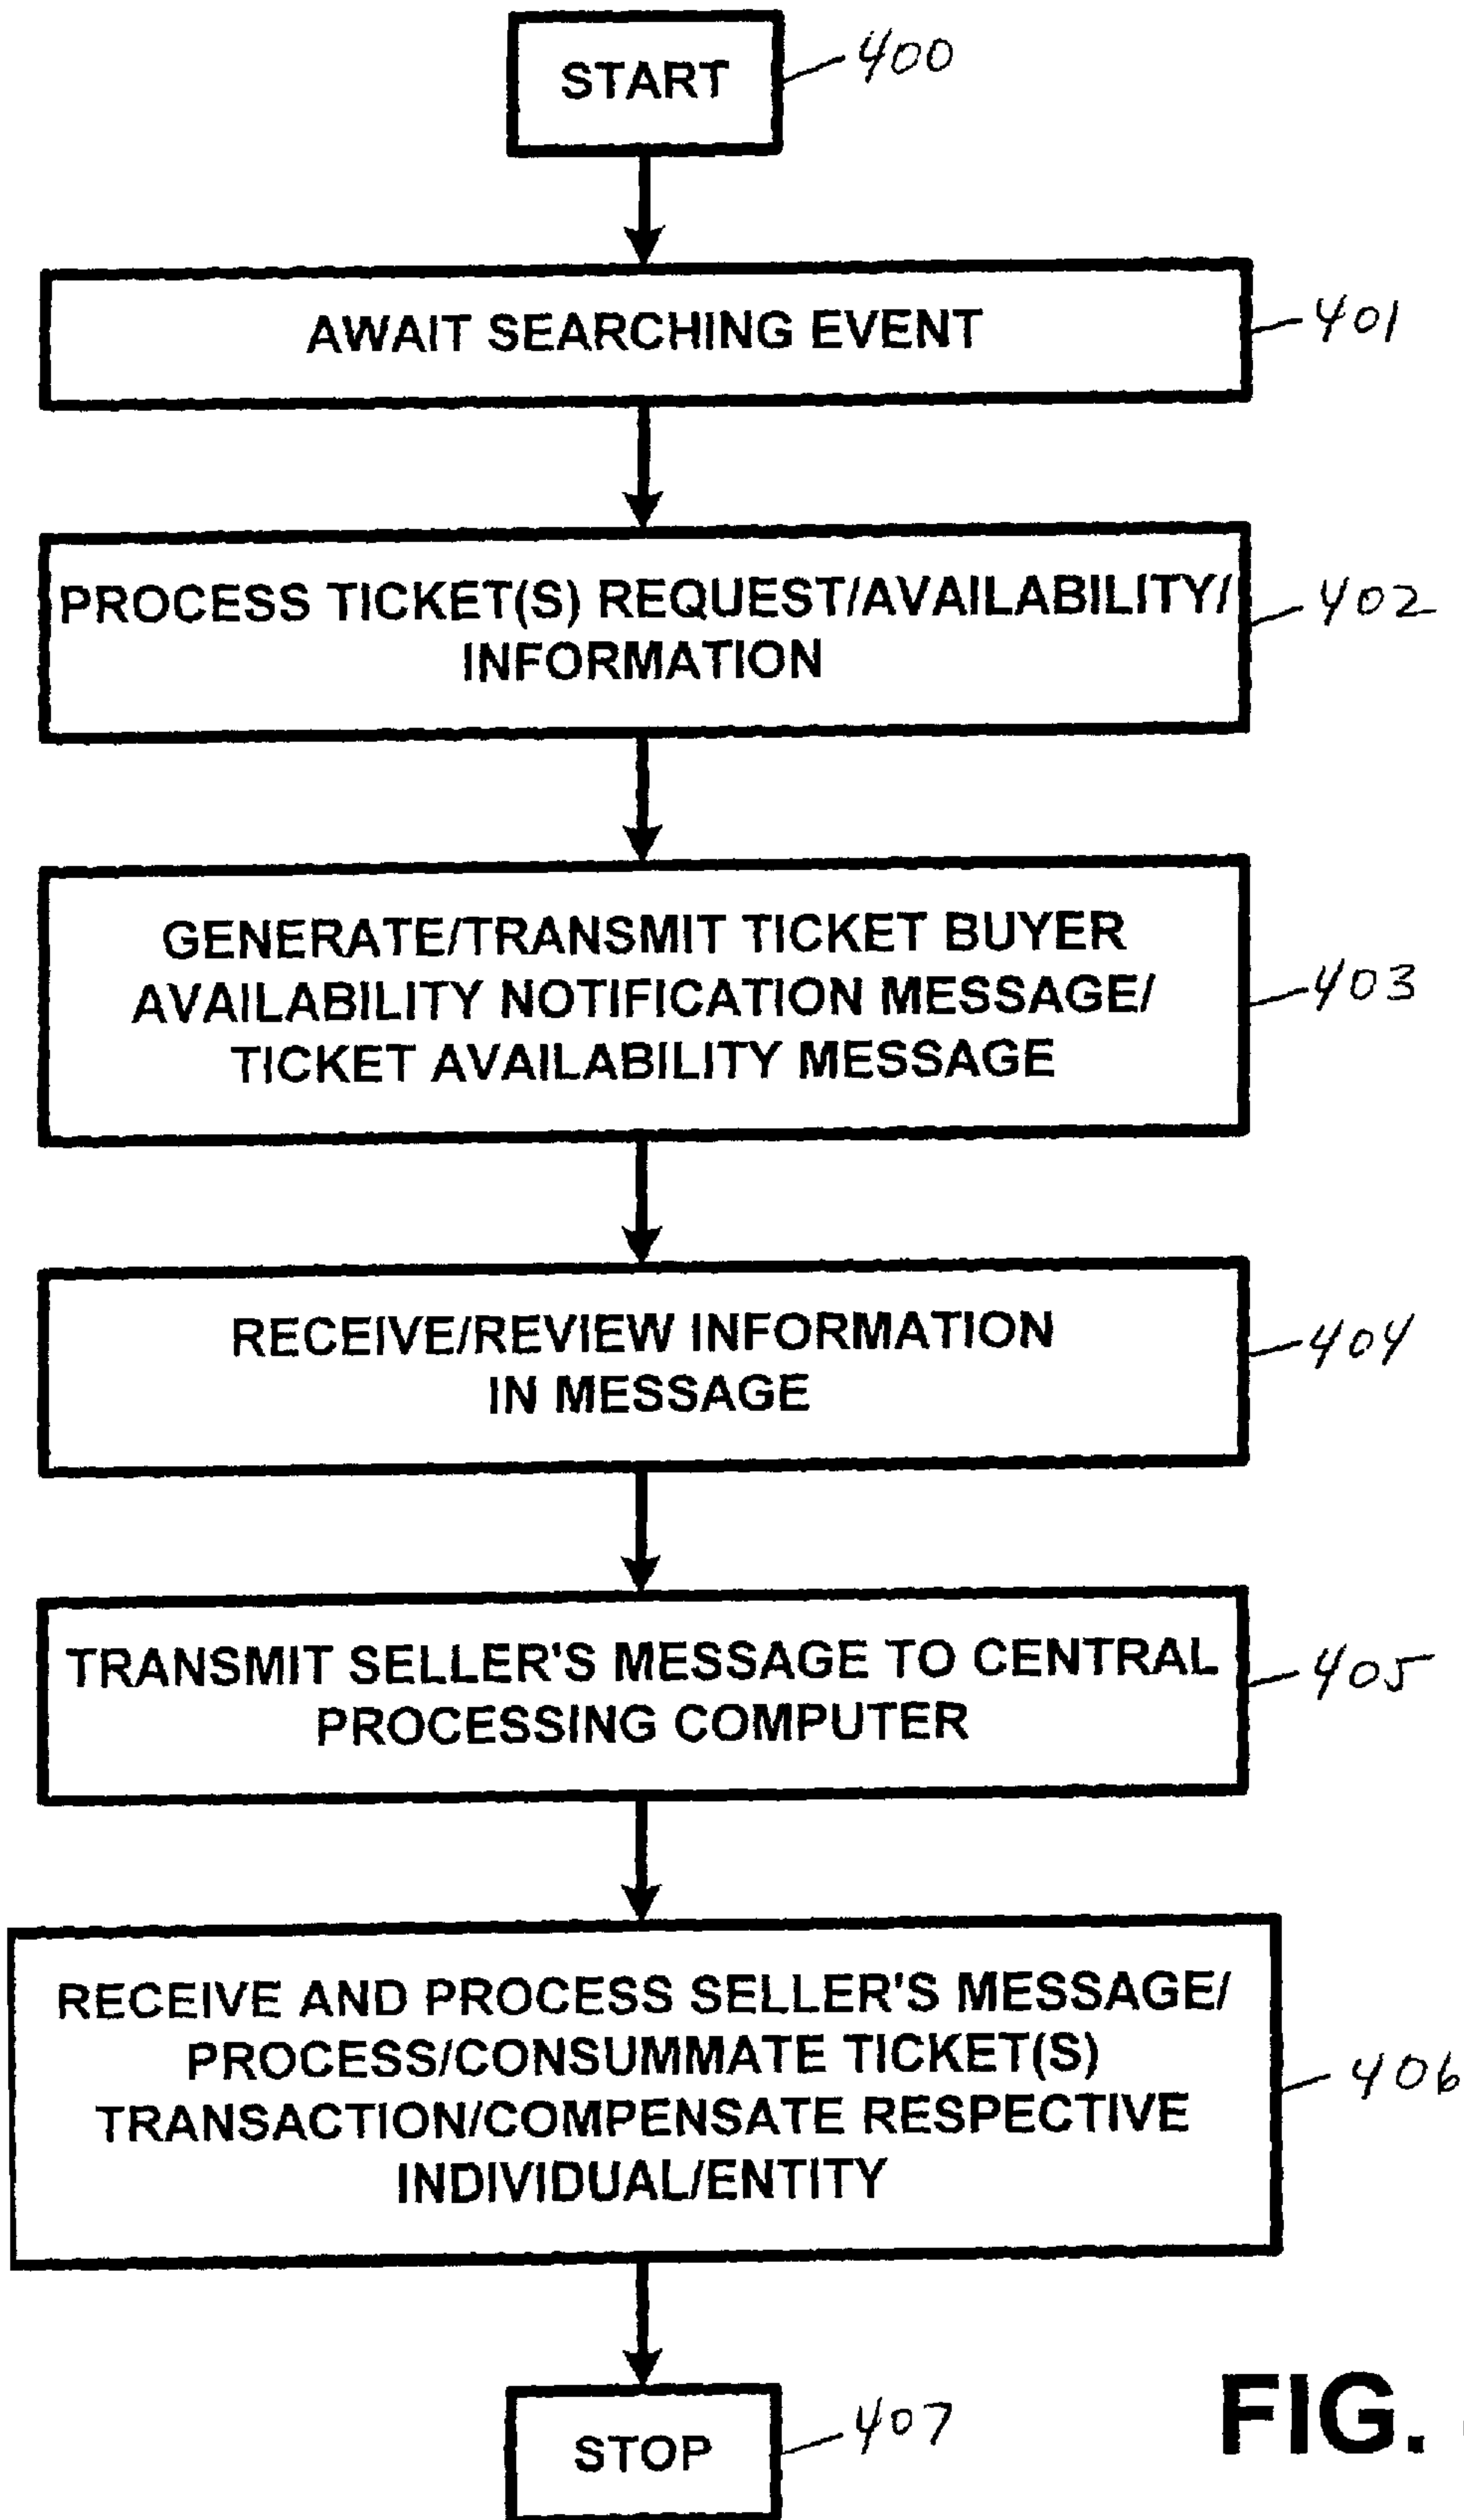 START
400
AWAIT SEARCHING EVENT
401
PROCESS TICKET(S) REQUEST/AVAILABILITY/
INFORMATION
402
GENERATE/TRANSMIT TICKET BUYER
AVAILABILITY NOTIFICATION MESSAGE/
TICKET AVAILABILITY MESSAGE
403
RECEIVE/REVIEW INFORMATION
IN MESSAGE
404
TRANSMIT SELLER'S MESSAGE TO CENTRAL
PROCESSING COMPUTER
405
RECEIVE AND PROCESS SELLER'S MESSAGE/
PROCESS/CONSUMMATE TICKET(S)
TRANSACTION/COMPENSATE RESPECTIVE
INDIVIDUAL/ENTITY
406
STOP
407
FIG.